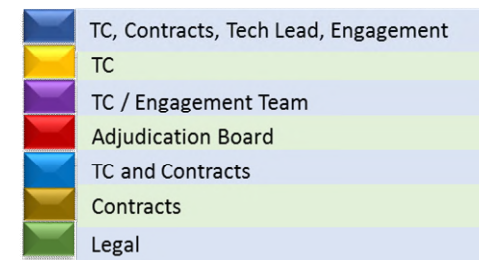 TC, Contracts, Tech Lead, Engagement
TC
TC / Engagement Team
Adjudication Board
TC and Contracts
Contracts
Legal